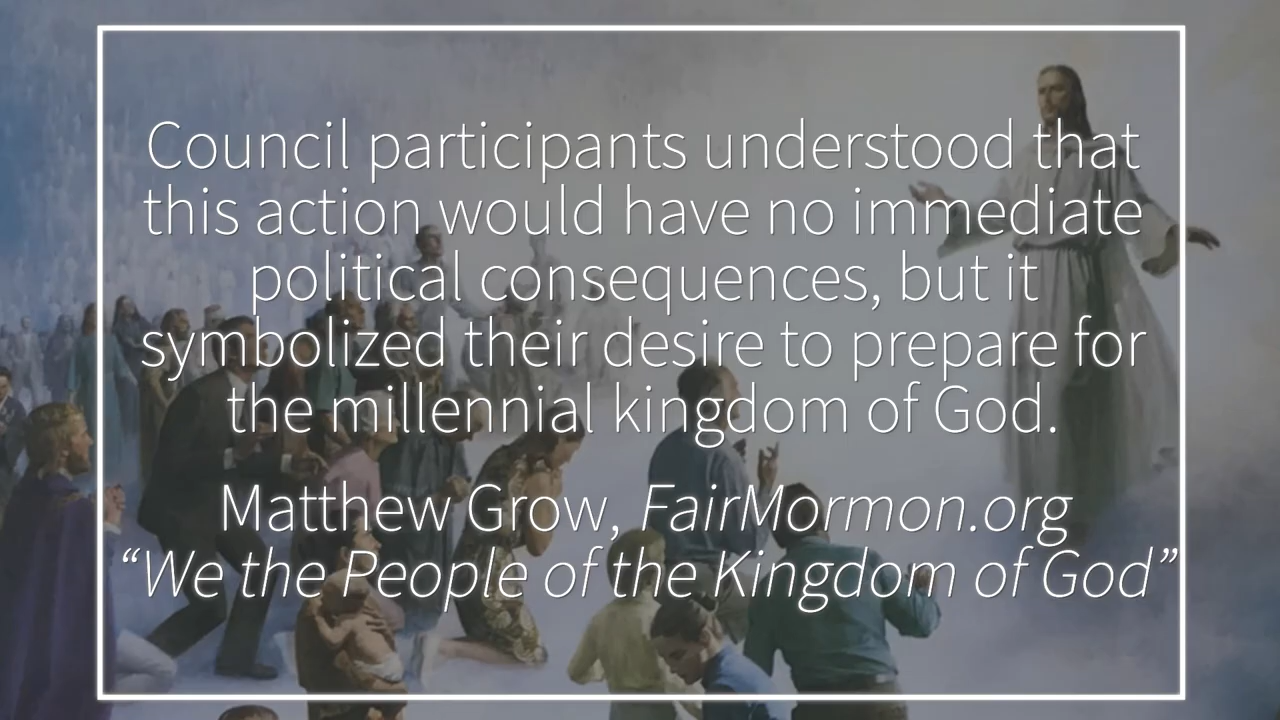 Council participants understood that
this action would have no immediate
political consequences, but it
symbolized their desire to prepare for
the millennial kingdom of God.
Matthew Grow, FairMormon.org
“We the People of the Kingdom of God”